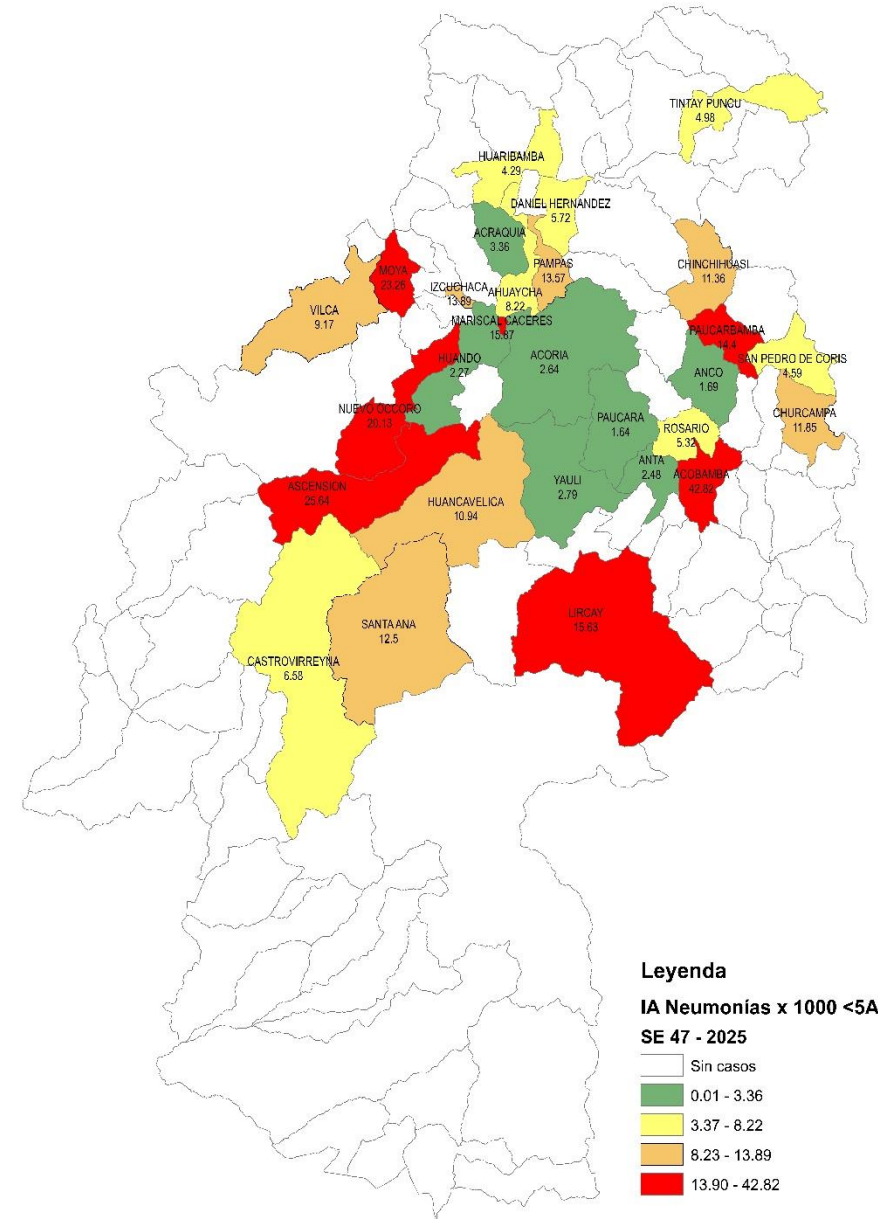 TINTAY PUNCU
4.98
HUARIBAMBA
4.29
DANIEL HERNANDEZ
5.72
ACRAQUIA
3.36
PAMPAS
13.57
CHINCHIHUASI
11.36
MOYA
23.26
IZCUCHACA
13.89
AHUAYCHA
8.22
VILCA
9.17
MARISCAL CACERES
15.87
PAUCARBAMBA
14.4
HUANDO
2.27
ACORIA
2.64
SAN PEDRO DE CORIS
4.59
ANCO
1.69
NUEVO OCCORO
20.13
PAUCARA
1.64
CHURCAMPA
11.85
ROSARIO
5.32
ANTA
2.48
ACOBAMBA
42.82
ASCENSION
25.64
HUANCAVELICA
10.94
YAULI
2.79
LIRCAY
15.63
SANTA ANA
12.5
CASTROVIRREYNA
6.58
Leyenda
IA Neumonías x 1000 <5A
SE 47 - 2025
Sin casos
0.01 - 3.36
3.37 - 8.22
8.23 - 13.89
13.90 - 42.82